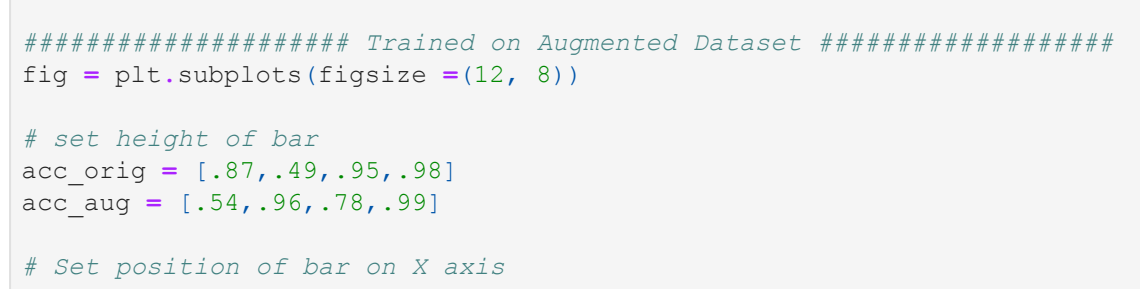 ##################### Trained on Augmented Dataset ###################
fig = plt.subplots(figsize =(12, 8))
# set height of bar
acc_orig = [.87,.49,.95,.98]
acc_aug = [.54,.96,.78,.99]
# Set position of bar on X axis